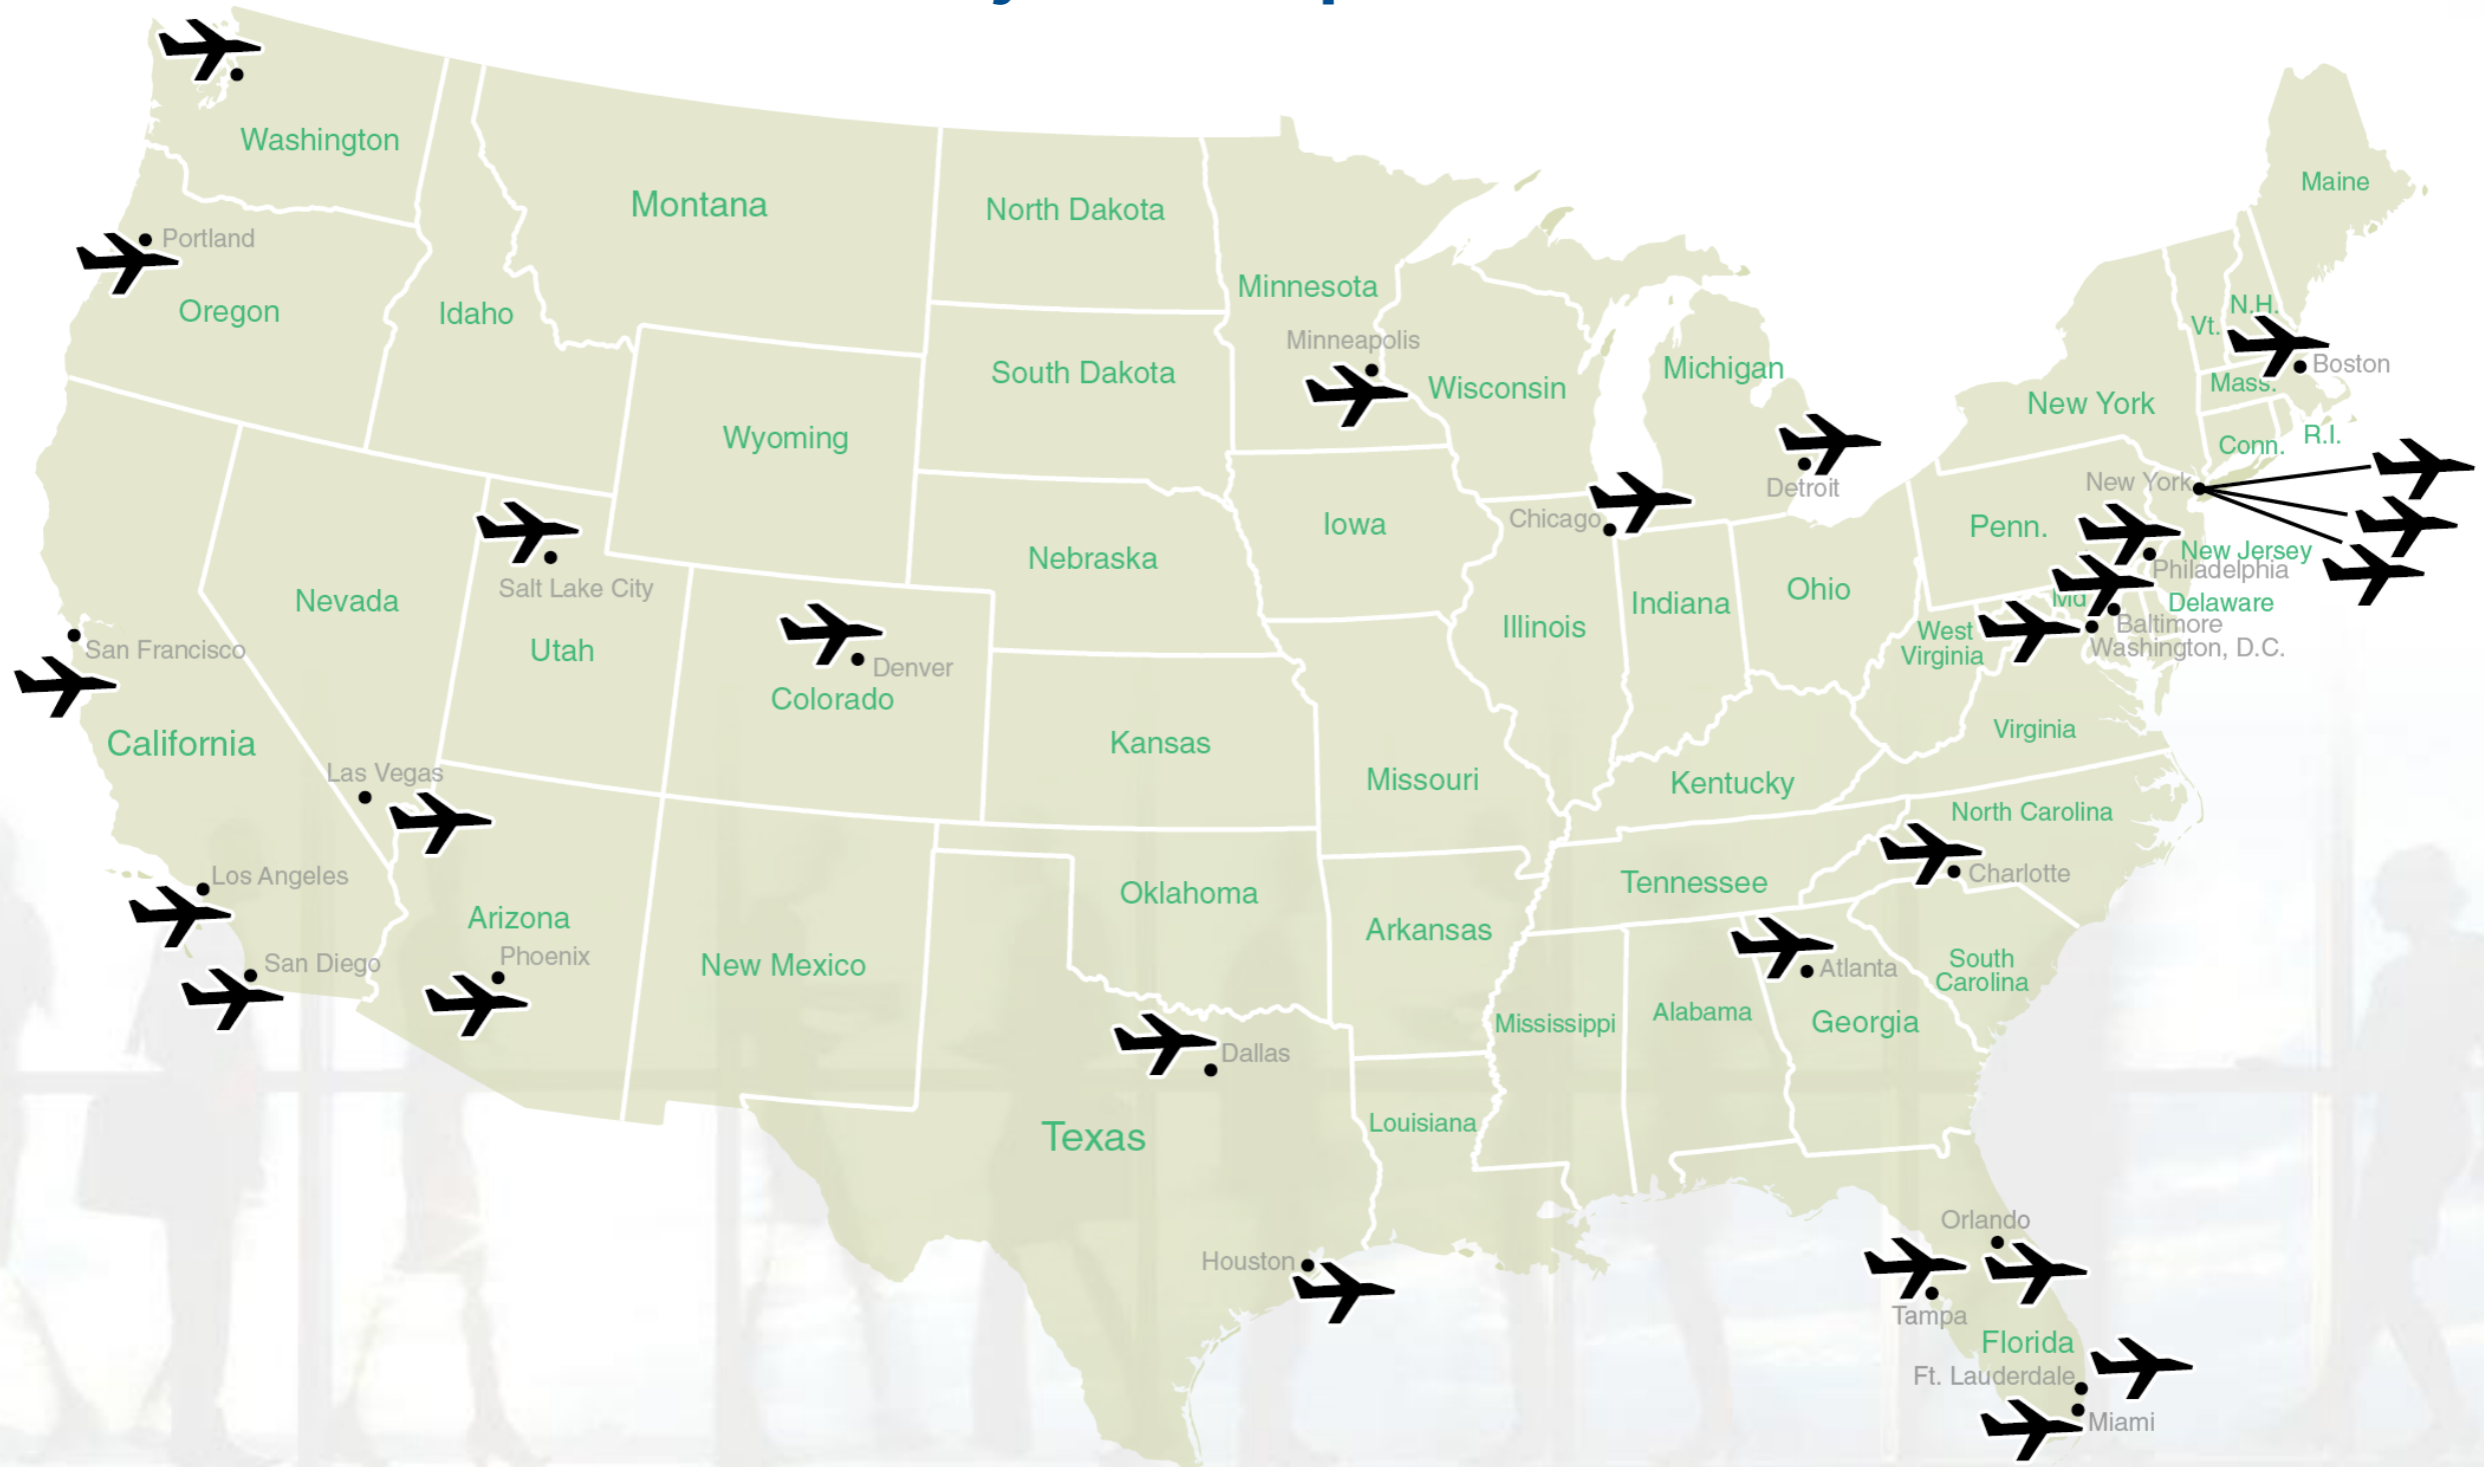 Washington
Montana
North Dakota
Minnesota
Maine
Portland
Oregon
Idaho
South Dakota
Minneapolis
Wisconsin
Michigan
N.H.
Vt.
Boston
Mass.
New York
Conn.
R.I.
Wyoming
Detroit
New York
Chicago
Iowa
Penn.
New Jersey
Philadelphia
Nebraska
Salt Lake City
Nevada
Utah
Illinois
Indiana
Ohio
Md
Delaware
Baltimore
Washington, D.C.
West
Virginia
San Francisco
Denver
Colorado
California
Kansas
Virginia
Las Vegas
Missouri
Kentucky
North Carolina
Charlotte
Los Angeles
Arizona
Phoenix
San Diego
New Mexico
Oklahoma
Arkansas
Tennessee
Atlanta
South
Carolina
Mississippi
Alabama
Georgia
Dallas
Texas
Louisiana
Houston
Orlando
Tampa
Florida
Ft. Lauderdale
Miami